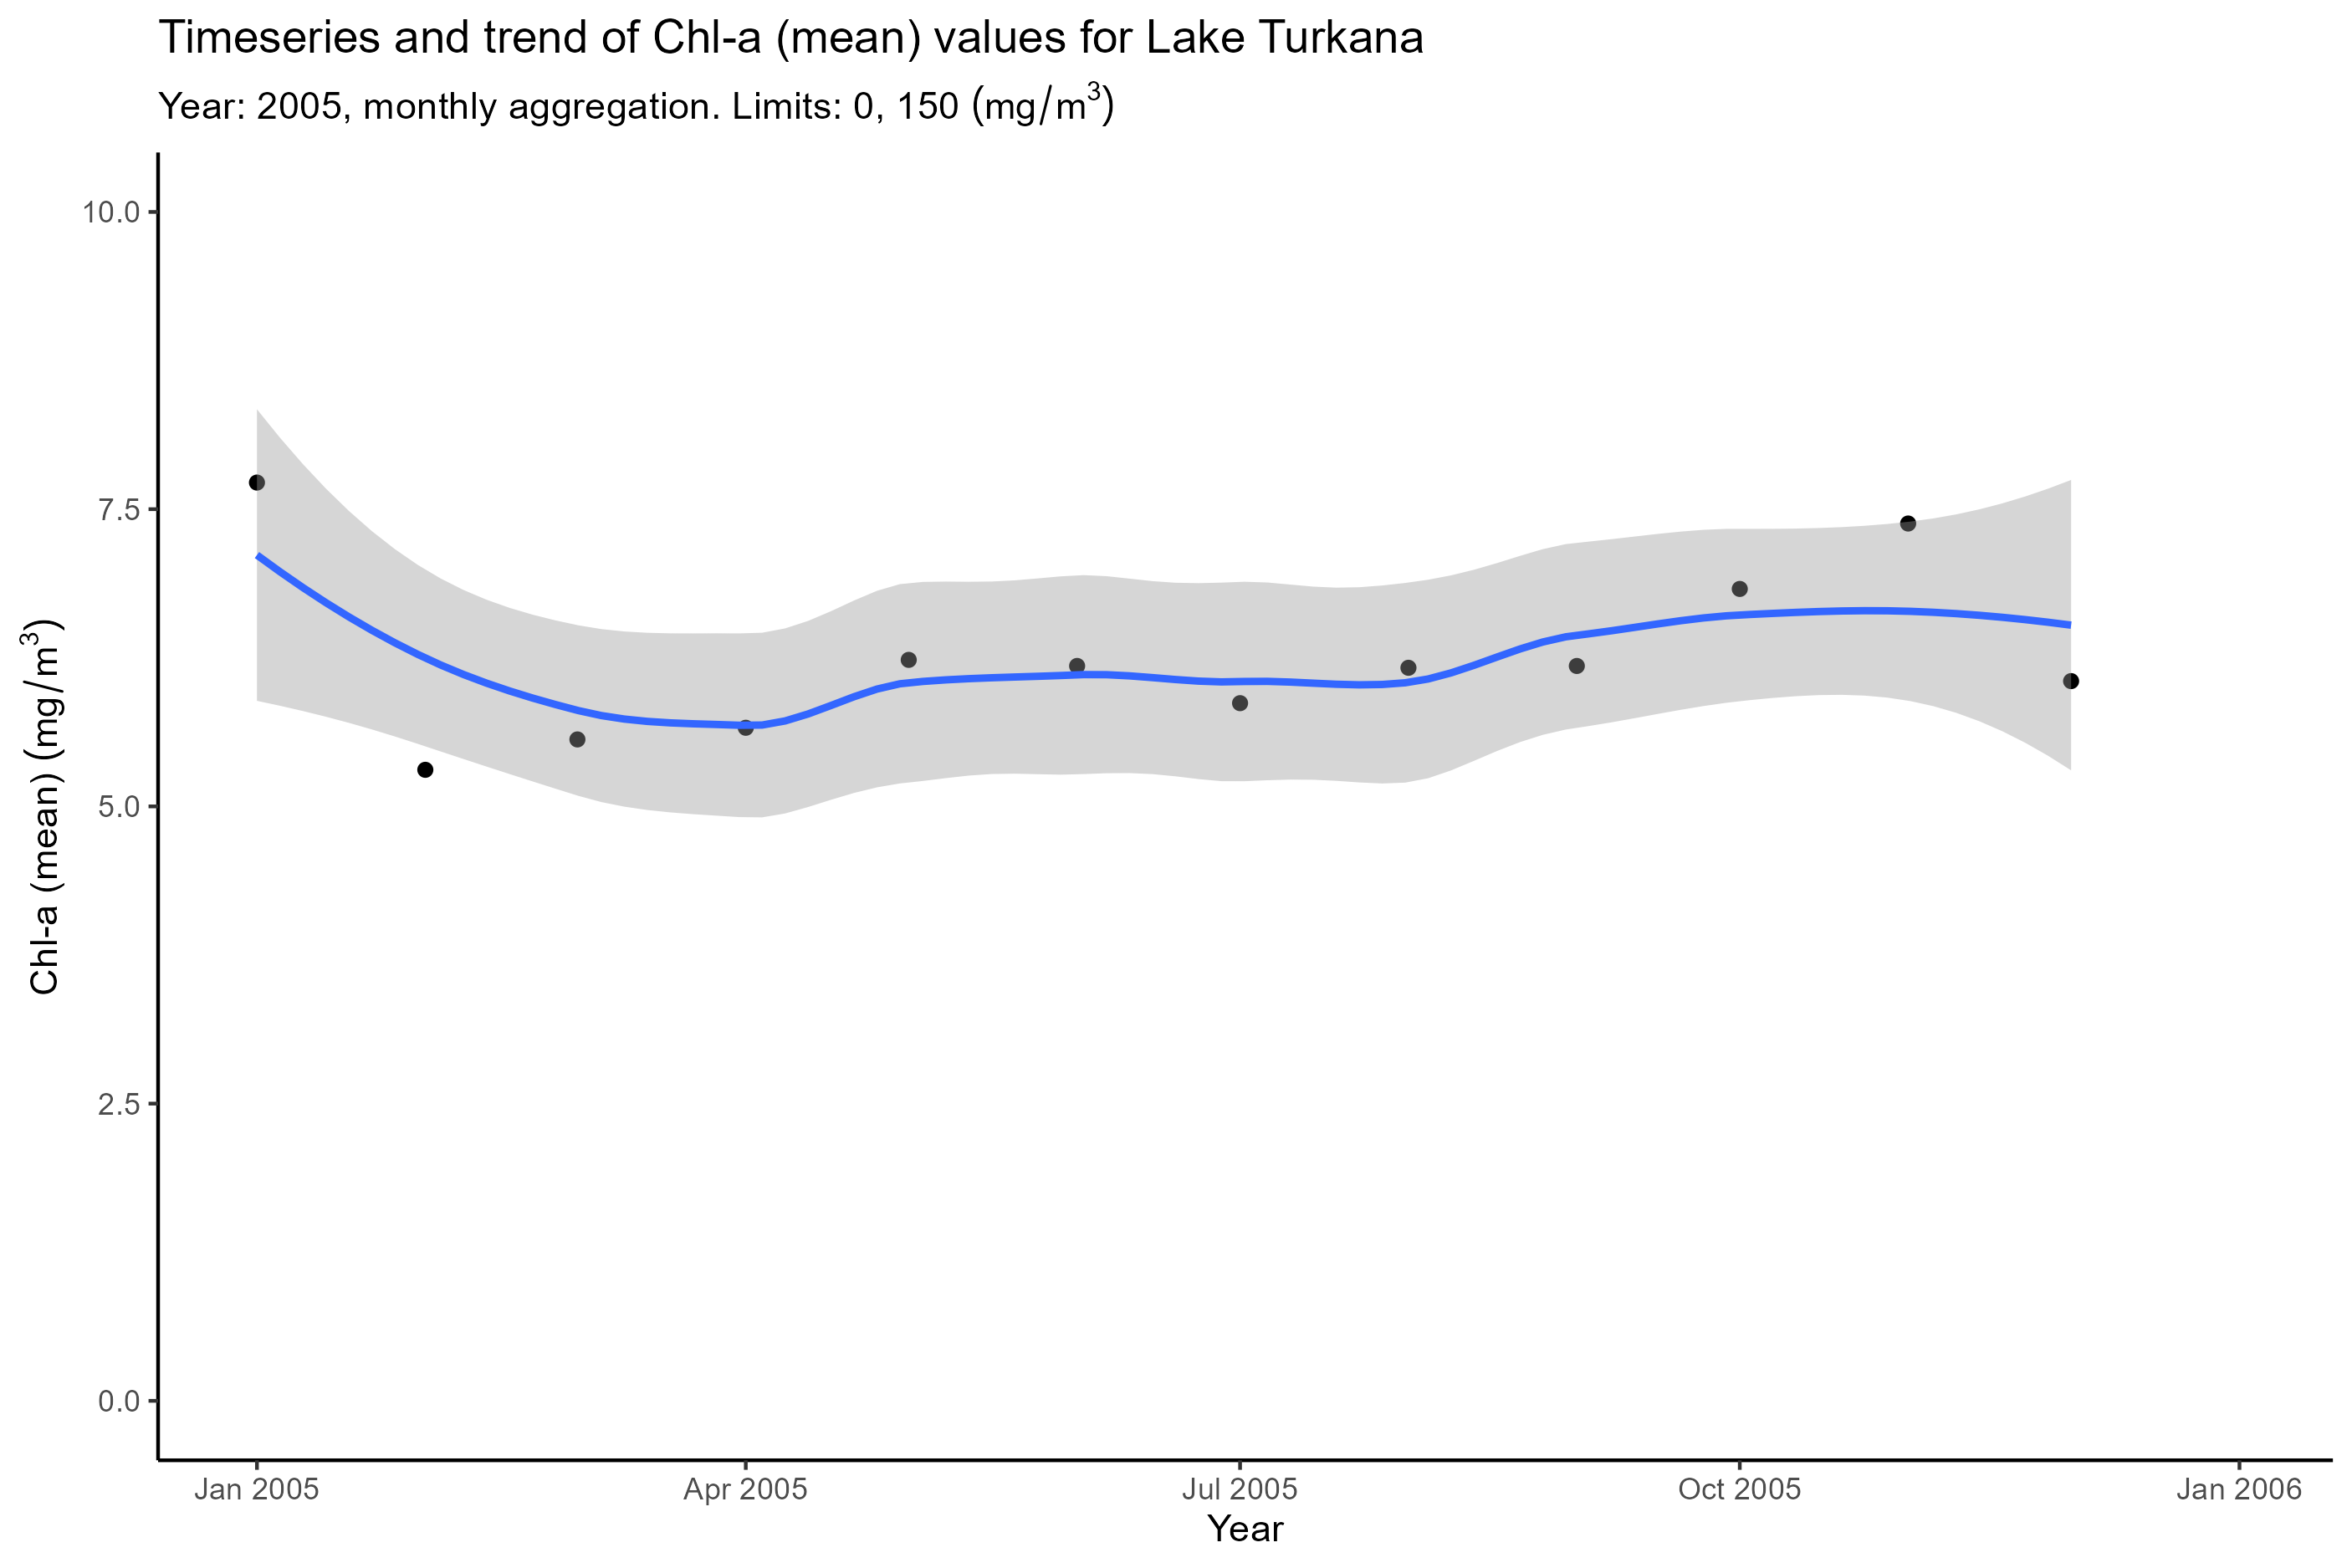 Timeseries and trend of Chl-a (mean) values for Lake Turkana
Year: 2005, monthly aggregation. Limits: 0, 150 (mg/m³)
10.0
7.5
5.0
2.5
0.0
Chl-a (mean) (mg/m³)
Jan 2005
Apr 2005
Jul 2005
Oct 2005
Jan 2006
Year